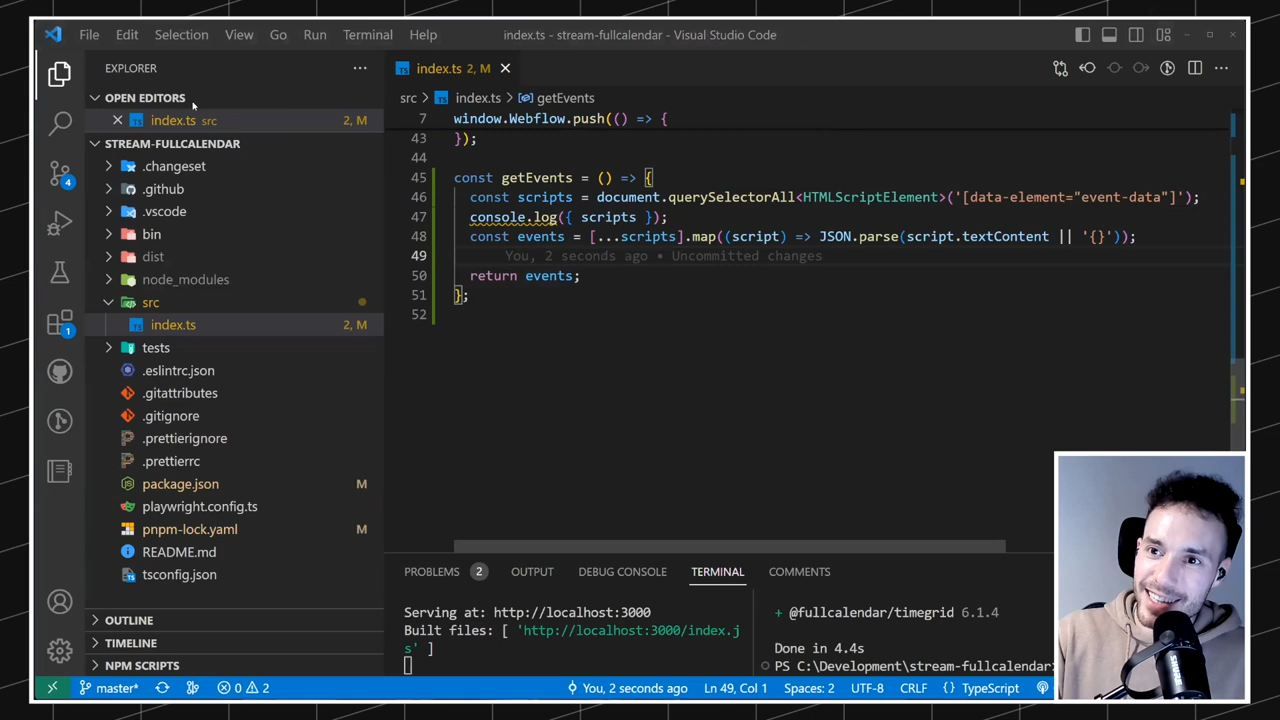 File Edit Selection View Go Run Terminal Help index.ts - stream-fullcalendar - Visual Studio Code
EXPLORER
OPEN EDITORS
TS index.ts src 2, M
STREAM-FULLCALENDAR
.changeset
.github
.vscode
bin
dist
node_modules
src
TS index.ts 2, M
tests
.eslintrc.json
.gitattributes
.gitignore
.prettierignore
.prettierrc
package.json M
playwright.config.ts
pnpm-lock.yaml M
README.md
tsconfig.json
OUTLINE
TIMELINE
NPM SCRIPTS
4
1
TS index.ts 2, M
src TS index.ts getEvents
7 window.Webflow.push(() => {
43 });
44
45 const getEvents = () => {
46 const scripts = document.querySelectorAll<HTMLScriptElement>('[data-element="event-data"]');
47 console.log({ scripts });
48 const events = [...scripts].map((script) => JSON.parse(script.textContent || '{}'));
49 You, 2 seconds ago • Uncommitted changes
50 return events;
51 };
52
PROBLEMS 2 OUTPUT DEBUG CONSOLE TERMINAL COMMENTS
Serving at: http://localhost:3000
Built files: [ 'http://localhost:3000/index.j
s' ]
+ @fullcalendar/timegrid 6.1.4
Done in 4.4s
PS C:\Development\stream-fullcalendar
master* 0 2 You, 2 seconds ago Ln 49, Col 1 Spaces: 2 UTF-8 CRLF {} TypeScript
SHURE